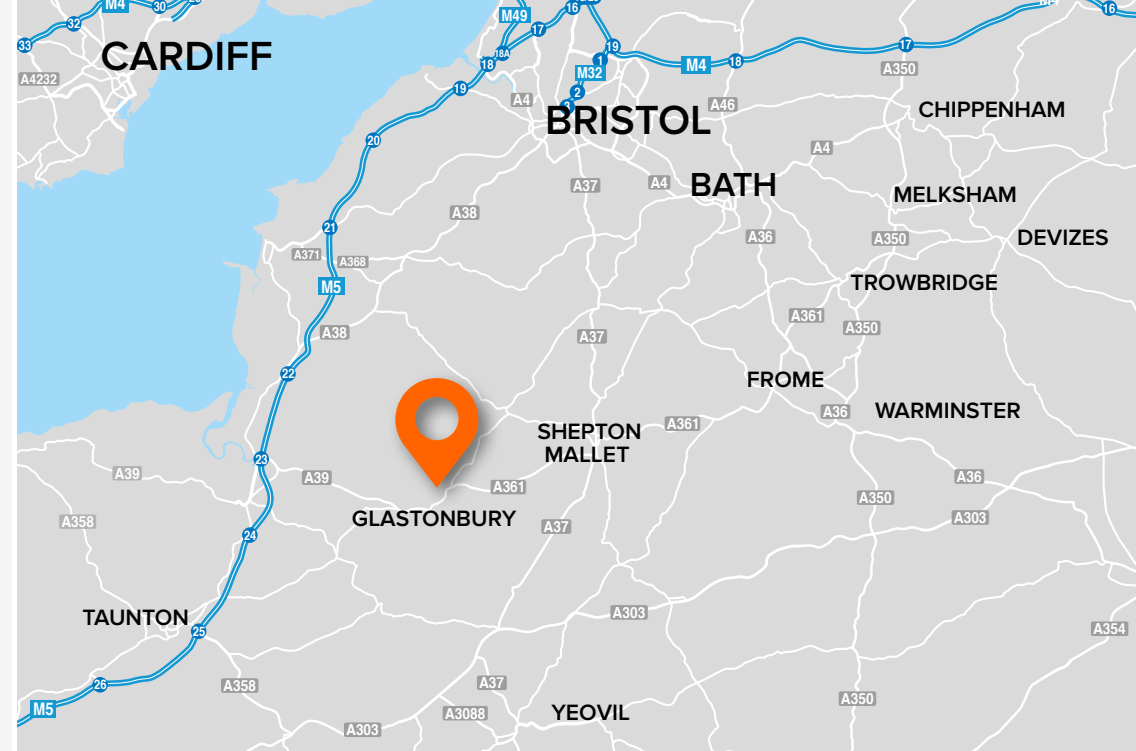 M4
30
32
33
CARDIFF
A4232
M49
16
17
18A
18
19
19
1
M32
2
M4
18
17
16
A350
A4
BRISTOL
A46
CHIPPENHAM
20
A4
A37
A4
BATH
MELKSHAM
A38
21
A36
A350
DEVIZES
A371
A368
M5
TROWBRIDGE
A361
A350
A38
A37
22
FROME
A36
WARMINSTER
A361
SHEPTON
MALLET
23
A39
A39
A361
A36
A350
A358
GLASTONBURY
A37
A303
24
TAUNTON
A303
25
A354
26
A358
A37
A350
M5
A3088
YEOVIL
A303